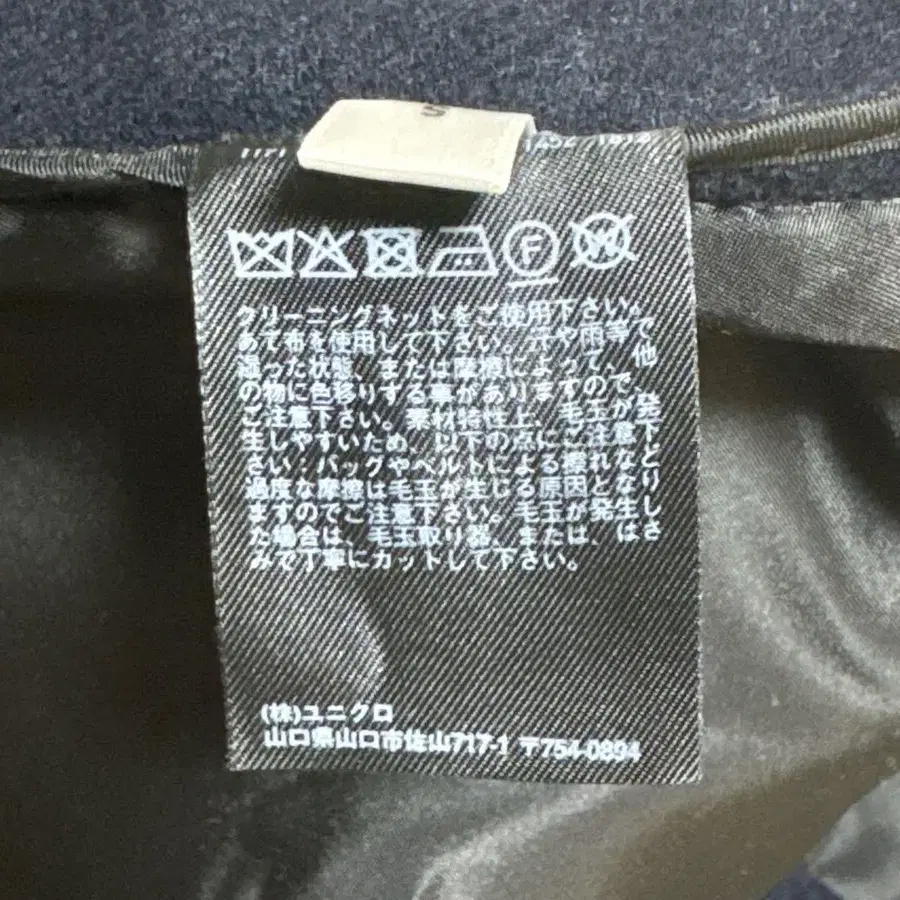 クリーニングネットをご使用下さい。
あて布を使用して下さい。汗や雨等で
湿った状態、または摩擦によって、他
の物に色移りする事がありますので、
ご注意下さい。素材特性上、毛玉が発
生しやすいため、以下の点にご注意下
さい：バッグやベルトによる擦れなど
過度な摩擦は毛玉が生じる原因となり
ますのでご注意下さい。毛玉が発生し
た場合は、毛玉取り器、または、はさ
みで丁寧にカットして下さい。
(株)ユニクロ
山口県山口市佐山717-1 〒754-0894